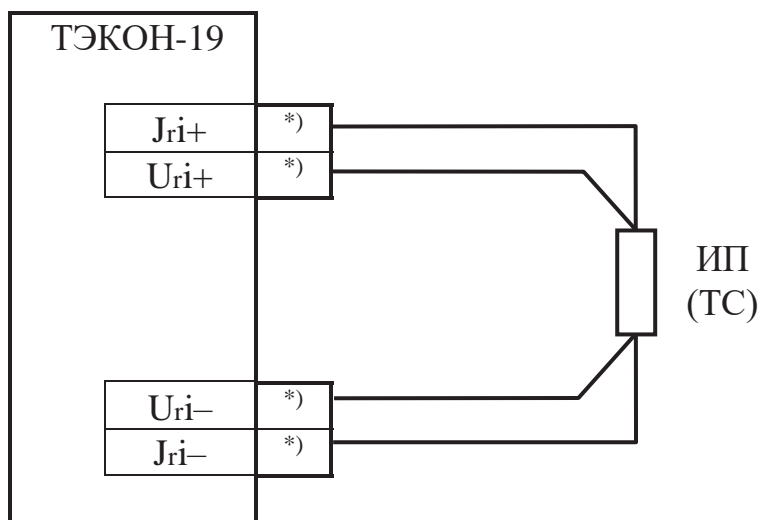 ТЭКОН-19
Jri+ *)
Uri+ *)
ИП
(ТС)
Uri– *)
Jri– *)